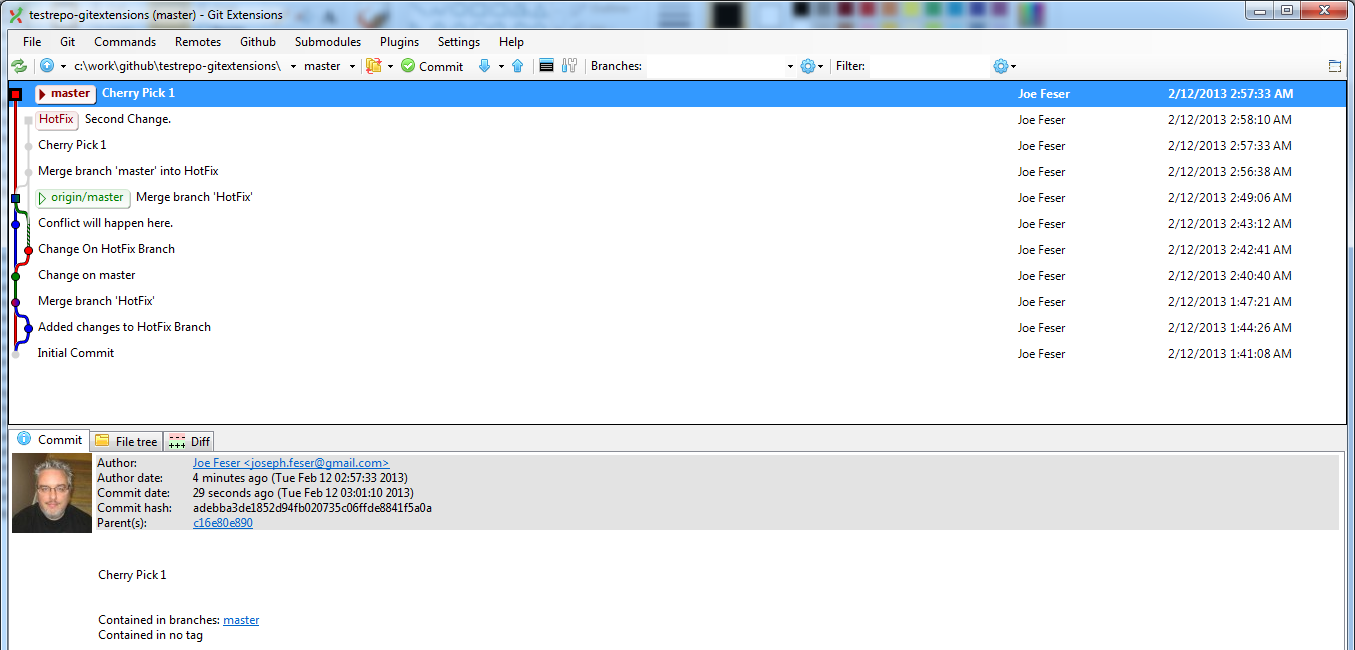 testrepo-gitextensions (master) - Git Extensions
File Git Commands Remotes Github Submodules Plugins Settings Help
c:\work\github\testrepo-gitextensions\ master Commit Branches: Filter:
master Cherry Pick 1 Joe Feser 2/12/2013 2:57:33 AM
HotFix Second Change. Joe Feser 2/12/2013 2:58:10 AM
Cherry Pick 1 Joe Feser 2/12/2013 2:57:33 AM
Merge branch 'master' into HotFix Joe Feser 2/12/2013 2:56:38 AM
origin/master Merge branch 'HotFix' Joe Feser 2/12/2013 2:49:06 AM
Conflict will happen here. Joe Feser 2/12/2013 2:43:12 AM
Change On HotFix Branch Joe Feser 2/12/2013 2:42:41 AM
Change on master Joe Feser 2/12/2013 2:40:40 AM
Merge branch 'HotFix' Joe Feser 2/12/2013 1:47:21 AM
Added changes to HotFix Branch Joe Feser 2/12/2013 1:44:26 AM
Initial Commit Joe Feser 2/12/2013 1:41:08 AM
Commit File tree Diff
Author: Joe Feser <joseph.feser@gmail.com>
Author date: 4 minutes ago (Tue Feb 12 02:57:33 2013)
Commit date: 29 seconds ago (Tue Feb 12 03:01:10 2013)
Commit hash: adebba3de1852d94fb020735c06ffde8841f5a0a
Parent(s): c16e80e890
Cherry Pick 1
Contained in branches: master
Contained in no tag